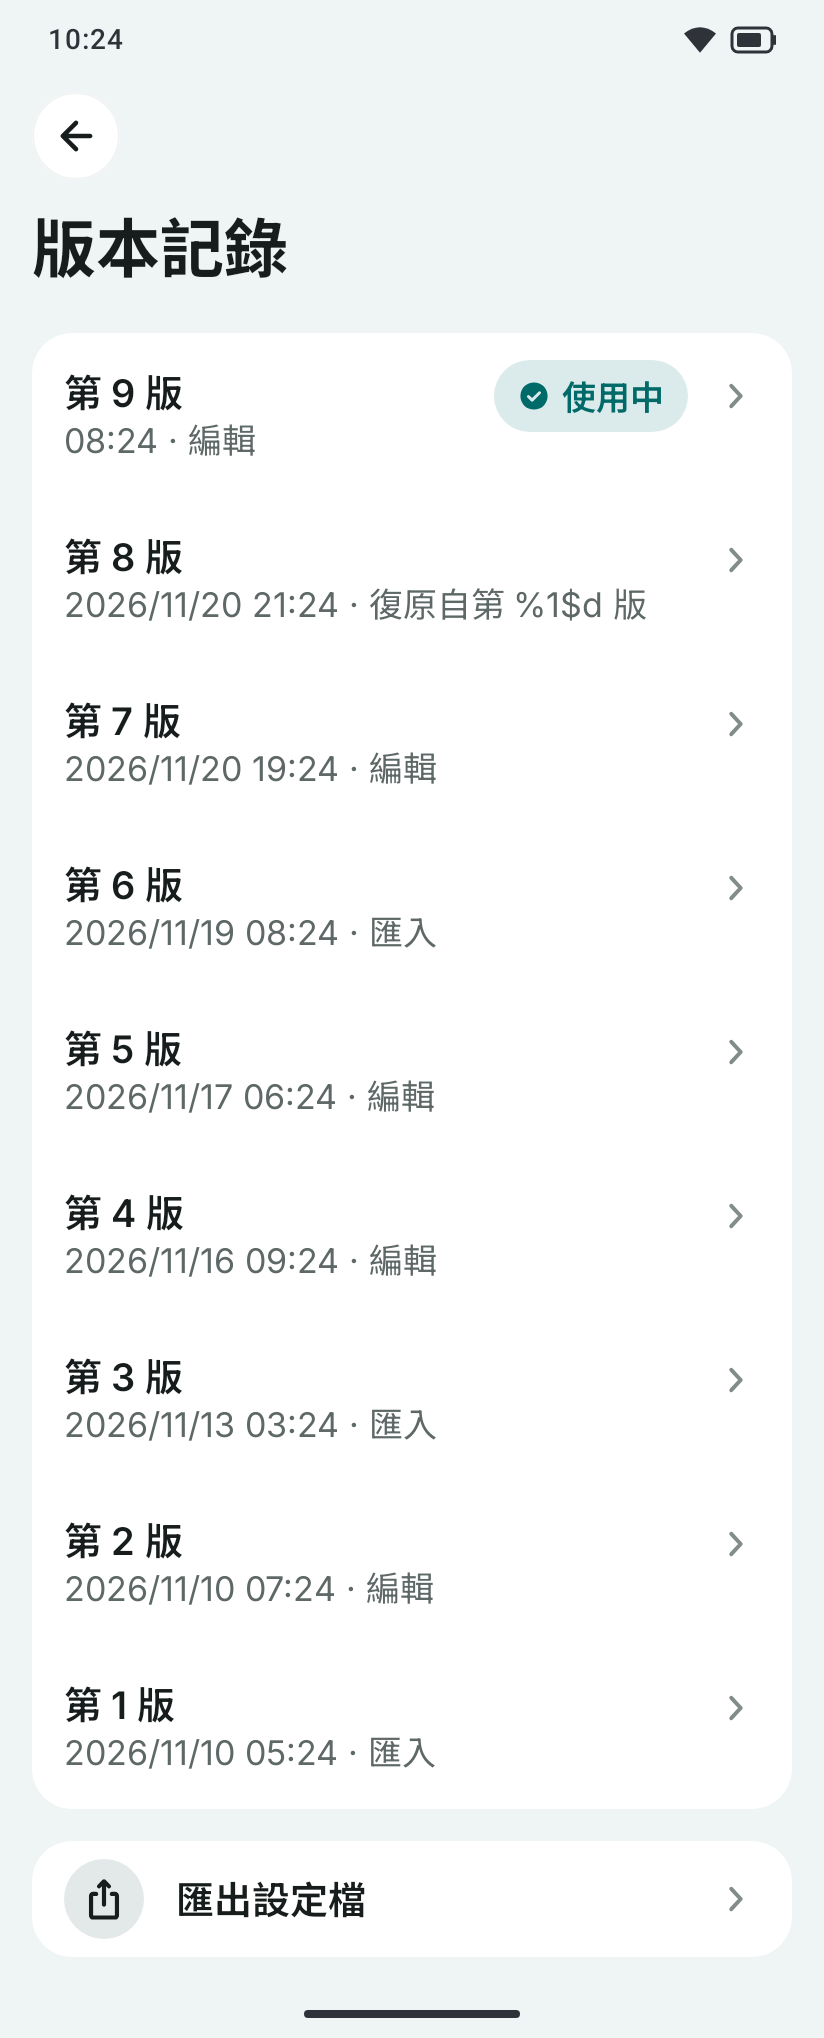 10:24
版本記錄
第 9 版
使用中
08:24 · 編輯
第 8 版
2026/11/20 21:24 · 復原自第 %1$d 版
第 7 版
2026/11/20 19:24 · 編輯
第 6 版
2026/11/19 08:24 · 匯入
第 5 版
2026/11/17 06:24 · 編輯
第 4 版
2026/11/16 09:24 · 編輯
第 3 版
2026/11/13 03:24 · 匯入
第 2 版
2026/11/10 07:24 · 編輯
第 1 版
2026/11/10 05:24 · 匯入
匯出設定檔